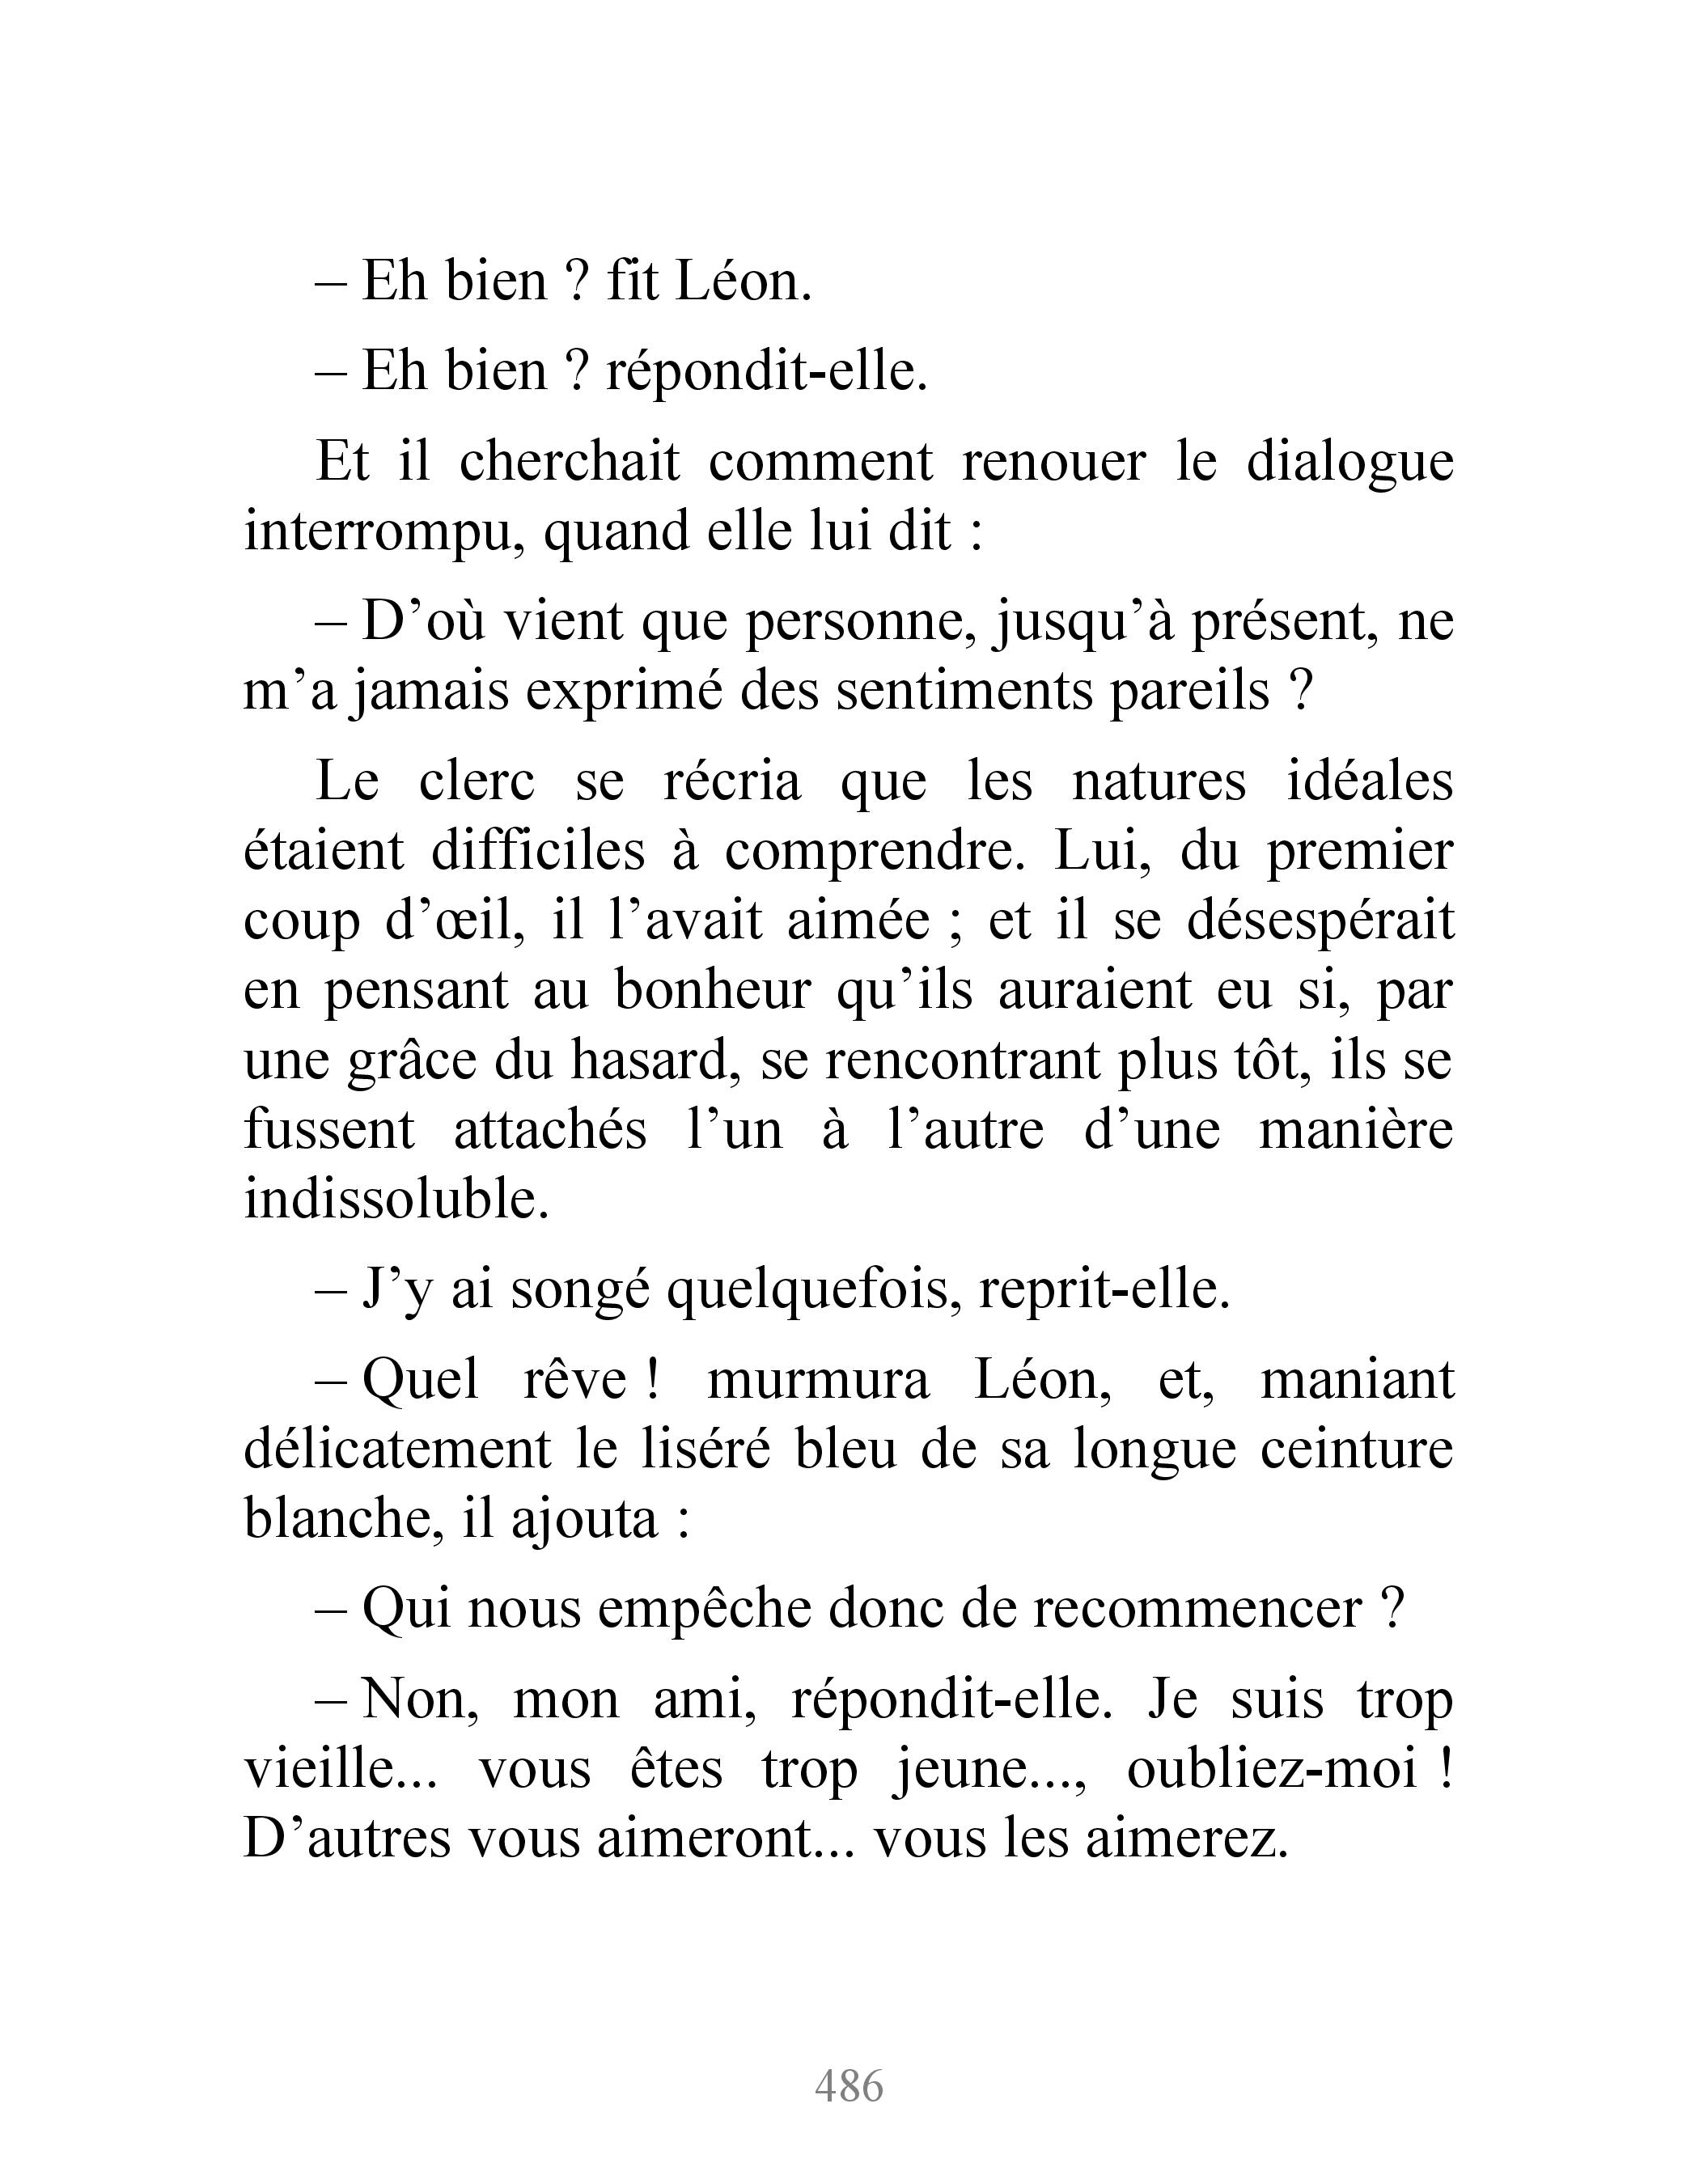 – Eh bien ? fit Léon.
– Eh bien ? répondit-elle.
Et il cherchait comment renouer le dialogue
interrompu, quand elle lui dit :
– D’où vient que personne, jusqu’à présent, ne
m’a jamais exprimé des sentiments pareils ?
Le clerc se récria que les natures idéales
étaient difficiles à comprendre. Lui, du premier
coup d’œil, il l’avait aimée ; et il se désespérait
en pensant au bonheur qu’ils auraient eu si, par
une grâce du hasard, se rencontrant plus tôt, ils se
fussent attachés l’un à l’autre d’une manière
indissoluble.
– J’y ai songé quelquefois, reprit-elle.
– Quel rêve ! murmura Léon, et, maniant
délicatement le liséré bleu de sa longue ceinture
blanche, il ajouta :
– Qui nous empêche donc de recommencer ?
– Non, mon ami, répondit-elle. Je suis trop
vieille... vous êtes trop jeune..., oubliez-moi !
D’autres vous aimeront... vous les aimerez.
486